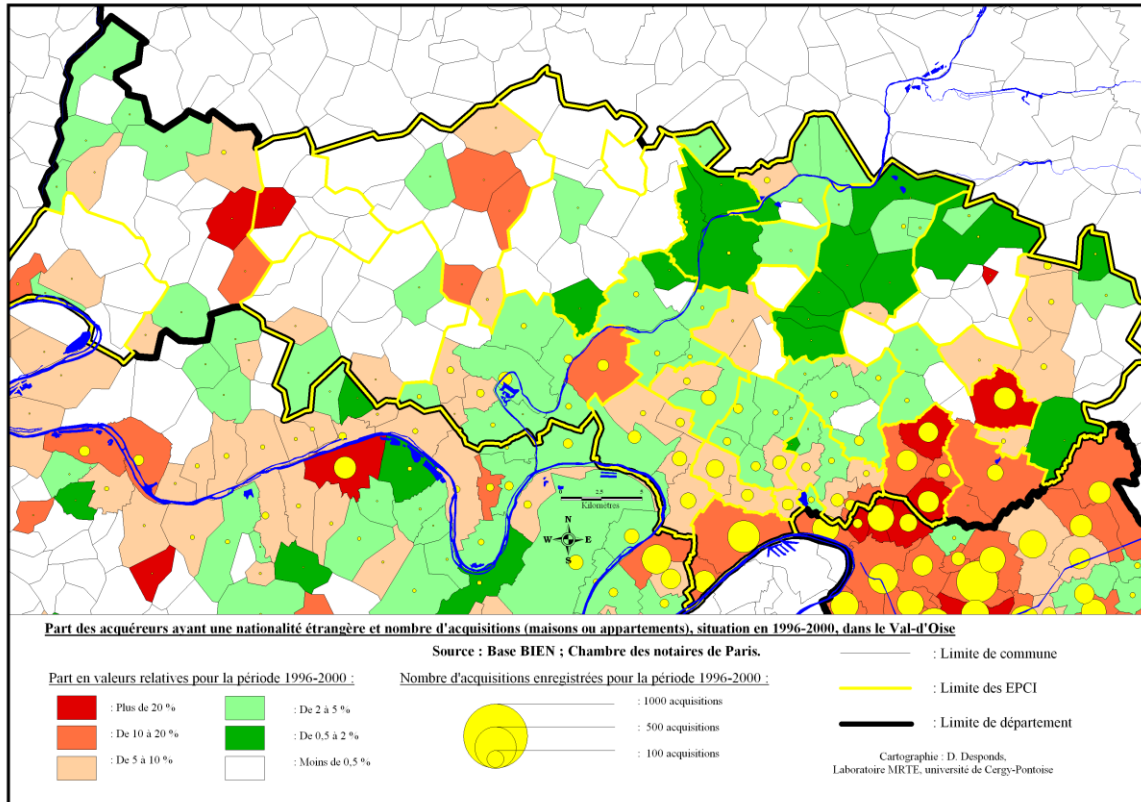 0 2.5 5
Kilomètres
N
W E
S
Part des acquéreurs ayant une nationalité étrangère et nombre d'acquisitions (maisons ou appartements), situation en 1996-2000, dans le Val-d'Oise
Source : Base BIEN ; Chambre des notaires de Paris.
Part en valeurs relatives pour la période 1996-2000 :
: Plus de 20 %
: De 10 à 20 %
: De 5 à 10 %
: De 2 à 5 %
: De 0,5 à 2 %
: Moins de 0,5 %
Nombre d'acquisitions enregistrées pour la période 1996-2000 :
: 1000 acquisitions
: 500 acquisitions
: 100 acquisitions
: Limite de commune
: Limite des EPCI
: Limite de département
Cartographie : D. Desponds,
Laboratoire MRTE, université de Cergy-Pontoise